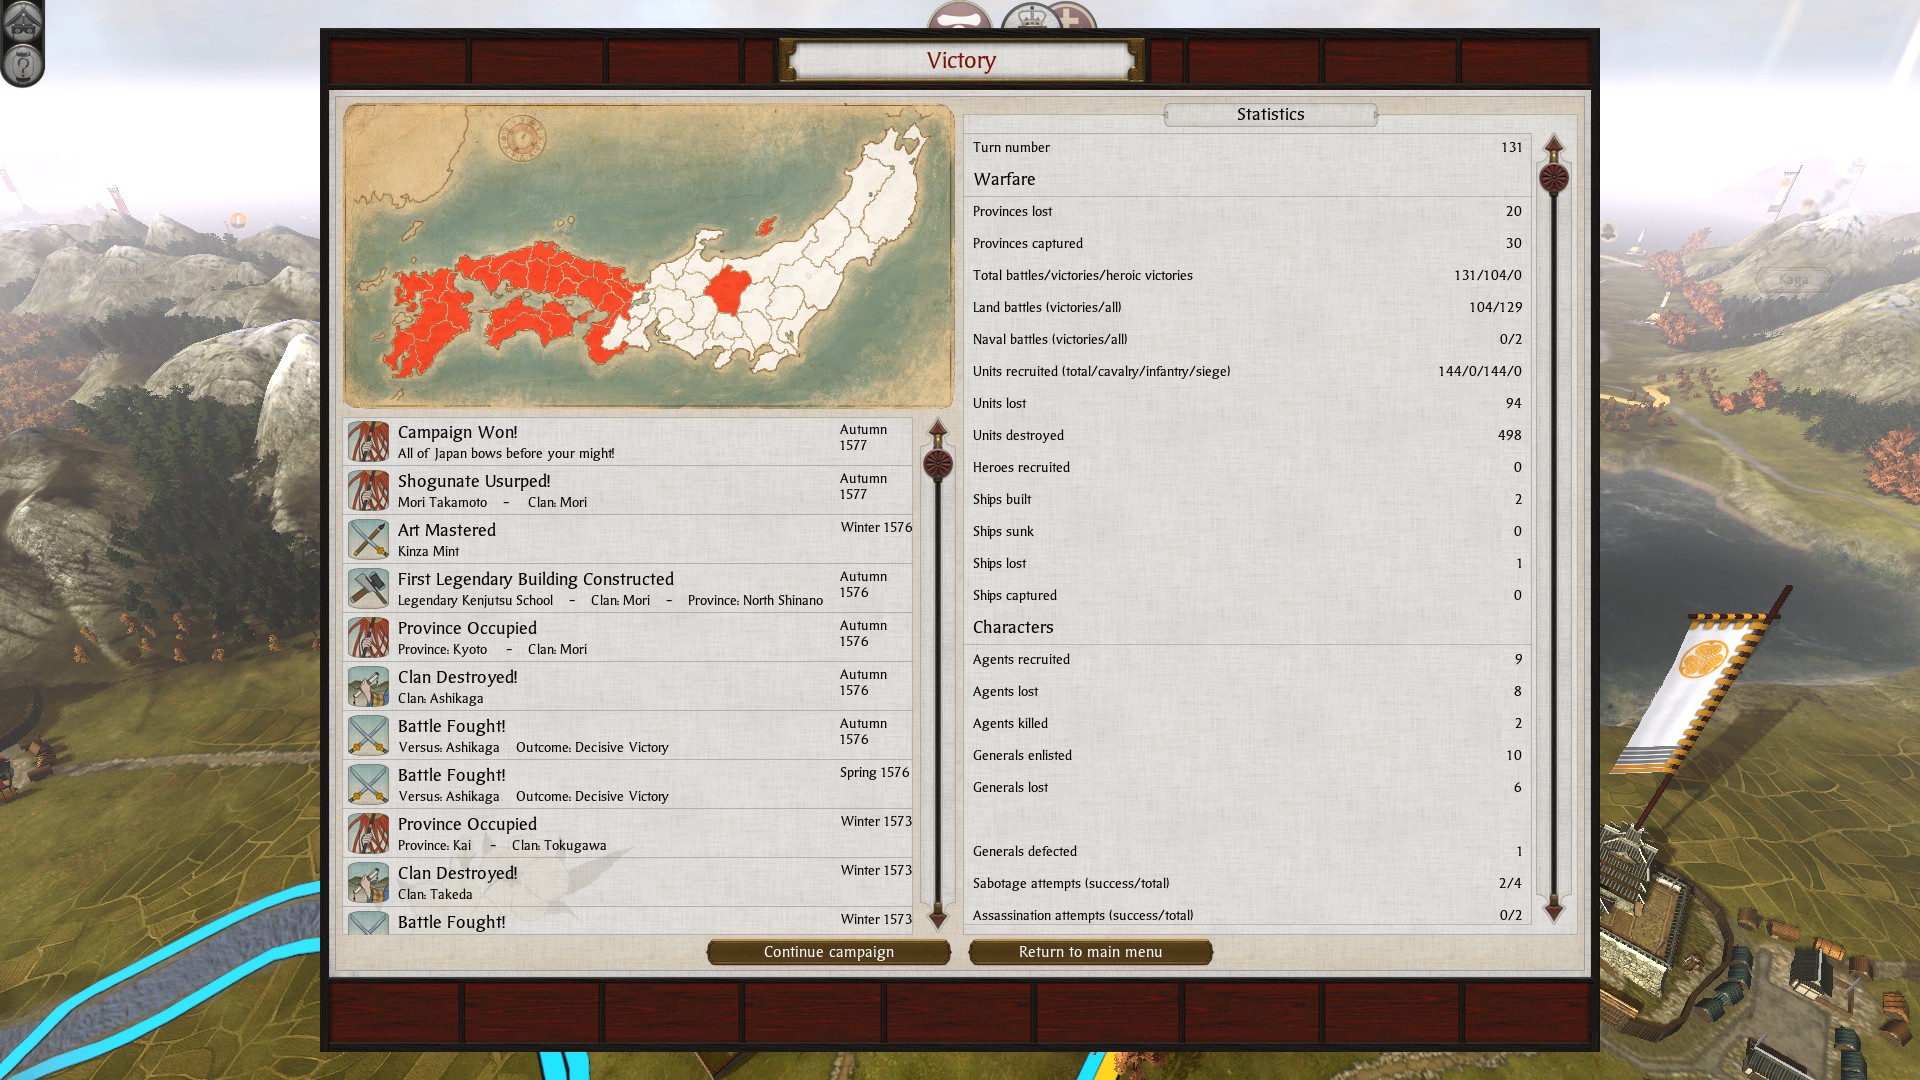 Victory
Campaign Won!
Autumn
1577
All of Japan bows before your might!
Shogunate Usurped!
Autumn
1577
Mori Takamoto - Clan: Mori
Art Mastered
Winter 1576
Kinza Mint
First Legendary Building Constructed
Autumn
1576
Legendary Kenjutsu School - Clan: Mori - Province: North Shinano
Province Occupied
Autumn
1576
Province: Kyoto - Clan: Mori
Clan Destroyed!
Autumn
1576
Clan: Ashikaga
Battle Fought!
Autumn
1576
Versus: Ashikaga Outcome: Decisive Victory
Battle Fought!
Spring 1576
Versus: Ashikaga Outcome: Decisive Victory
Province Occupied
Winter 1573
Province: Kai - Clan: Tokugawa
Clan Destroyed!
Winter 1573
Clan: Takeda
Battle Fought!
Winter 1573
Statistics
Turn number 131
Warfare
Provinces lost 20
Provinces captured 30
Total battles/victories/heroic victories 131/104/0
Land battles (victories/all) 104/129
Naval battles (victories/all) 0/2
Units recruited (total/cavalry/infantry/siege) 144/0/144/0
Units lost 94
Units destroyed 498
Heroes recruited 0
Ships built 2
Ships sunk 0
Ships lost 1
Ships captured 0
Characters
Agents recruited 9
Agents lost 8
Agents killed 2
Generals enlisted 10
Generals lost 6
Generals defected 1
Sabotage attempts (success/total) 2/4
Assassination attempts (success/total) 0/2
Continue campaign
Return to main menu
Kaga